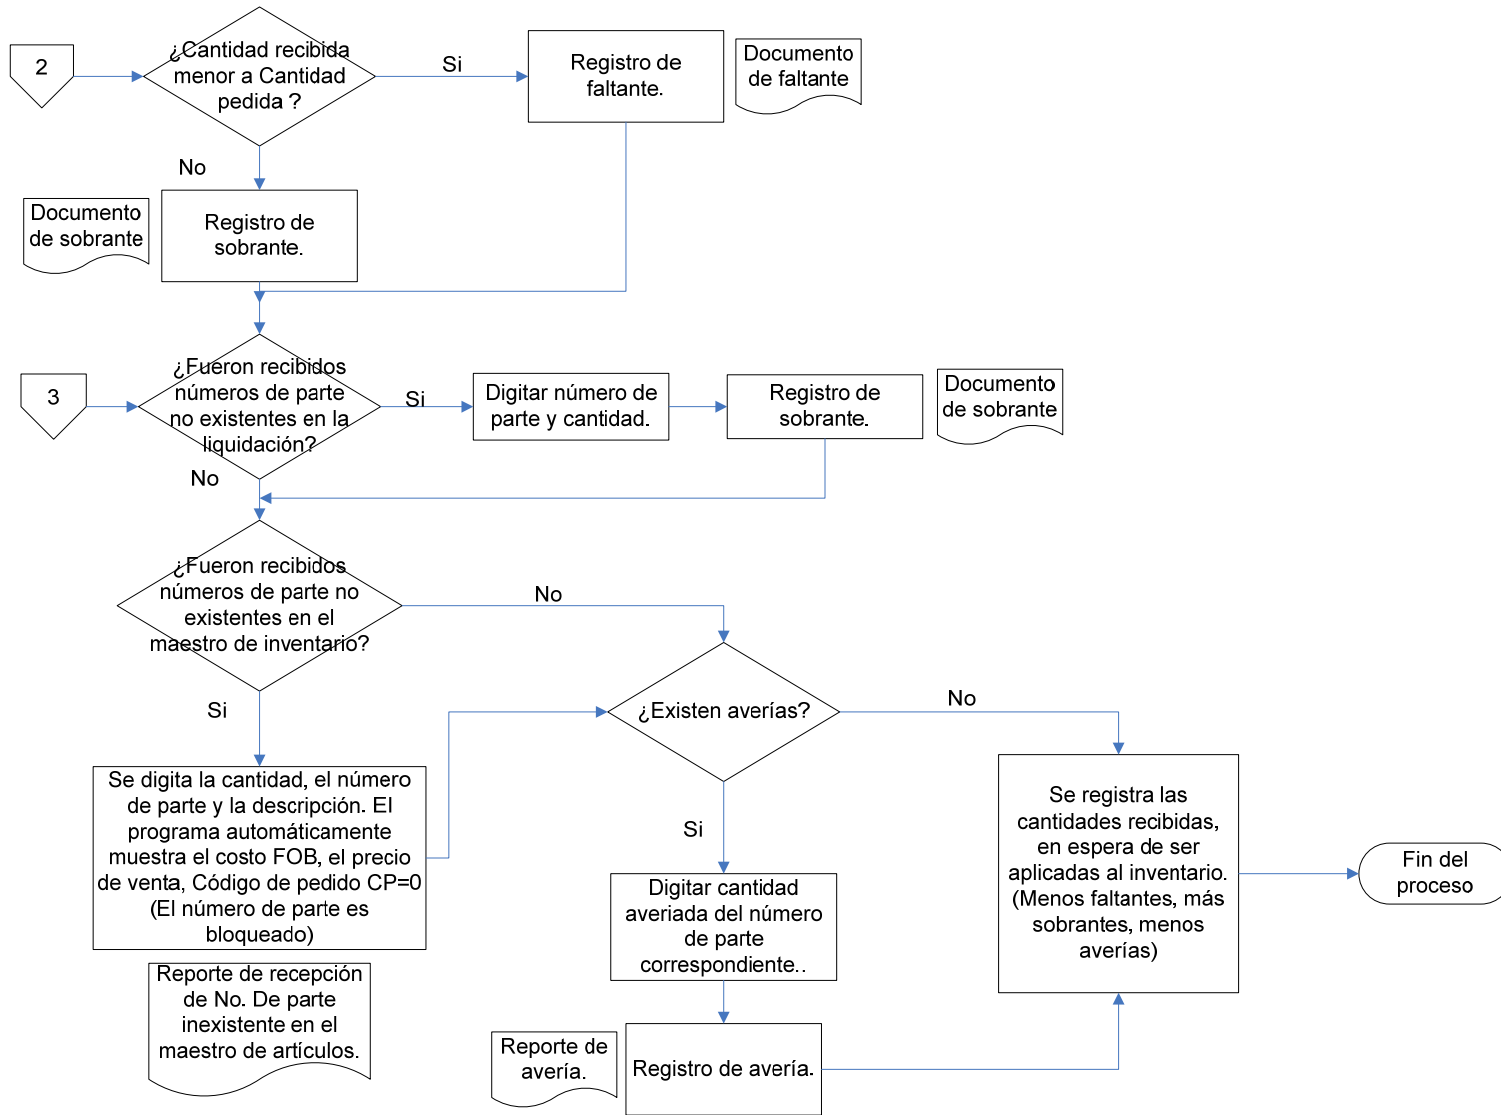 2
¿Cantidad recibida
menor a Cantidad
pedida ?
Si
Registro de
faltante.
Documento
de faltante
No
Documento
de sobrante
Registro de
sobrante.
3
¿Fueron recibidos
números de parte
no existentes en la
liquidación?
Si
Digitar número de
parte y cantidad.
Registro de
sobrante.
Documento
de sobrante
No
¿Fueron recibidos
números de parte no
existentes en el
maestro de inventario?
No
Si
¿Existen averías?
No
Si
Se digita la cantidad, el número
de parte y la descripción. El
programa automáticamente
muestra el costo FOB, el precio
de venta, Código de pedido CP=0
(El número de parte es
bloqueado)
Reporte de recepción
de No. De parte
inexistente en el
maestro de artículos.
Digitar cantidad
averiada del número
de parte
correspondiente..
Reporte de
avería.
Registro de avería.
Se registra las
cantidades recibidas,
en espera de ser
aplicadas al inventario.
(Menos faltantes, más
sobrantes, menos
averías)
Fin del
proceso